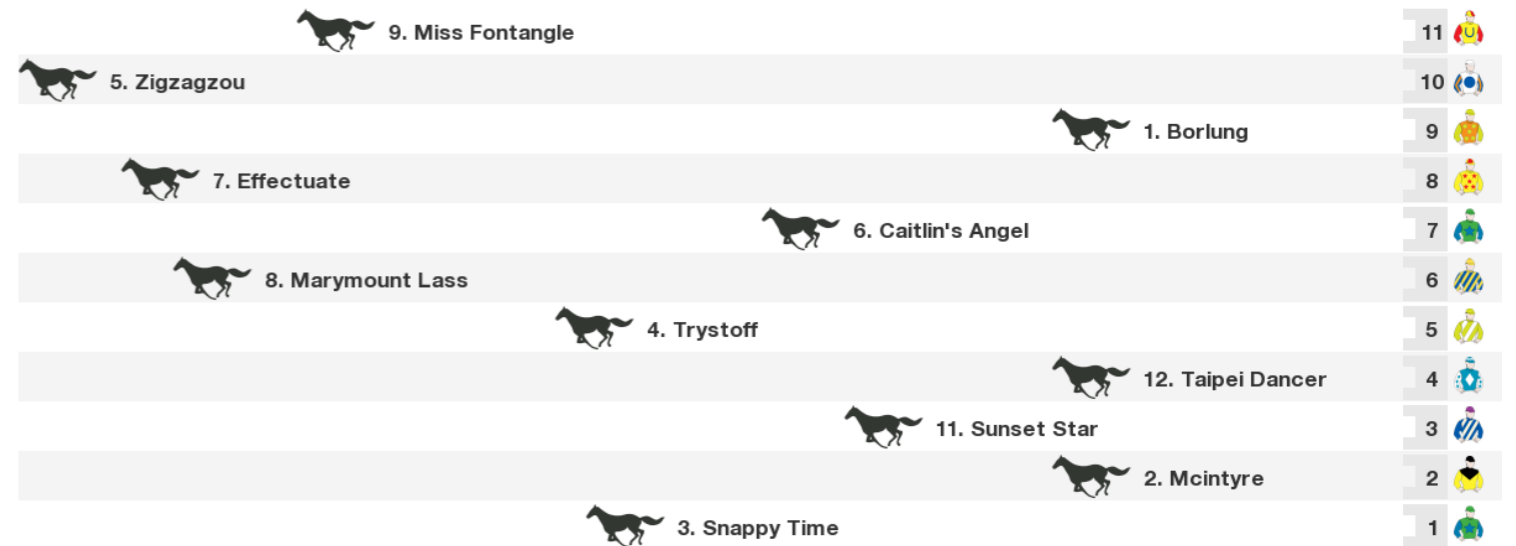 9. Miss Fontangle 11
5. Zigzagzou 10
1. Borlung 9
7. Effectuate 8
6. Caitlin's Angel 7
8. Marymount Lass 6
4. Trystoff 5
12. Taipei Dancer 4
11. Sunset Star 3
2. Mcintyre 2
3. Snappy Time 1